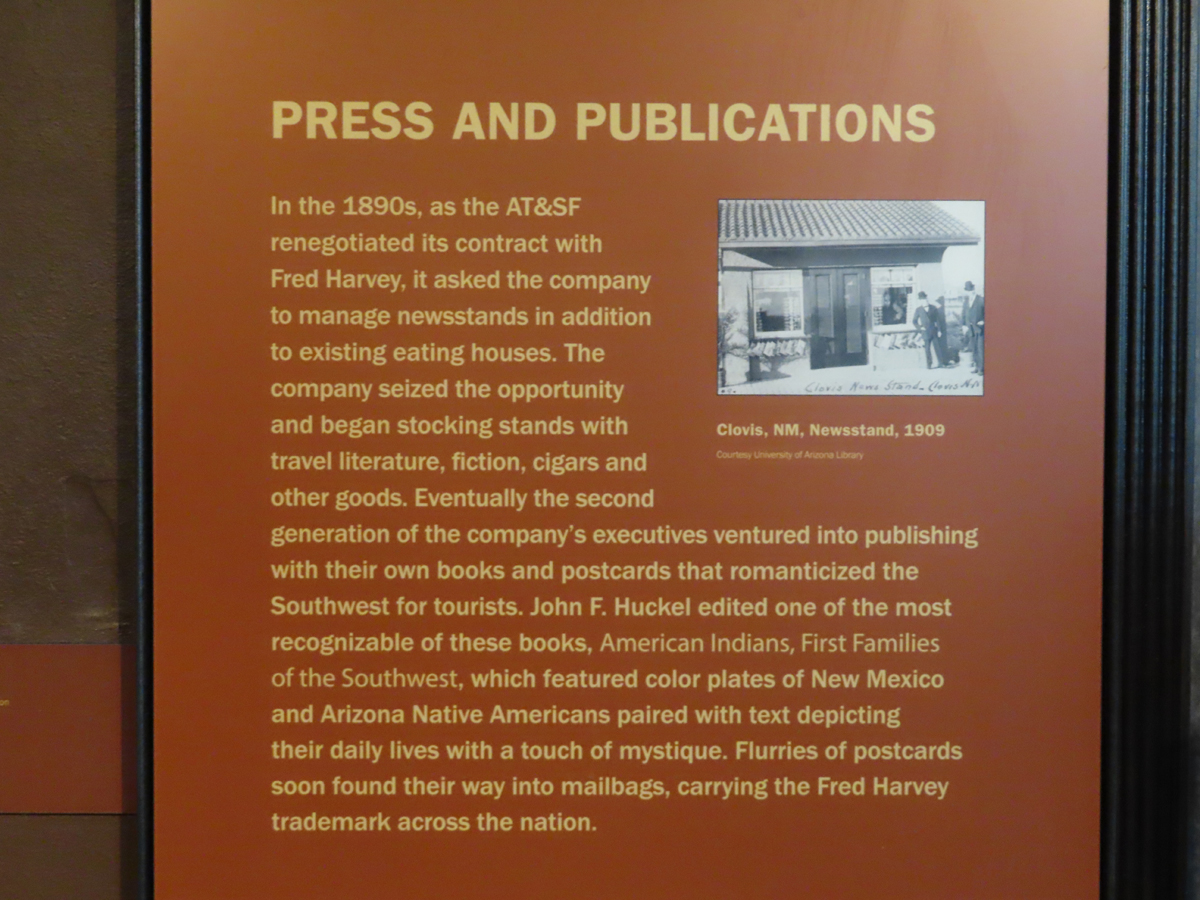 PRESS AND PUBLICATIONS
In the 1890s, as the AT&SF
renegotiated its contract with
Fred Harvey, it asked the company
to manage newsstands in addition
to existing eating houses. The
company seized the opportunity
and began stocking stands with
travel literature, fiction, cigars and
other goods. Eventually the second
generation of the company's executives ventured into publishing
with their own books and postcards that romanticized the
Southwest for tourists. John F. Huckel edited one of the most
recognizable of these books, American Indians, First Families
of the Southwest, which featured color plates of New Mexico
and Arizona Native Americans paired with text depicting
their daily lives with a touch of mystique. Flurries of postcards
soon found their way into mailbags, carrying the Fred Harvey
trademark across the nation.
Clovis News Stand Clovis N.M.
Clovis, NM, Newsstand, 1909
Courtesy University of Arizona Library